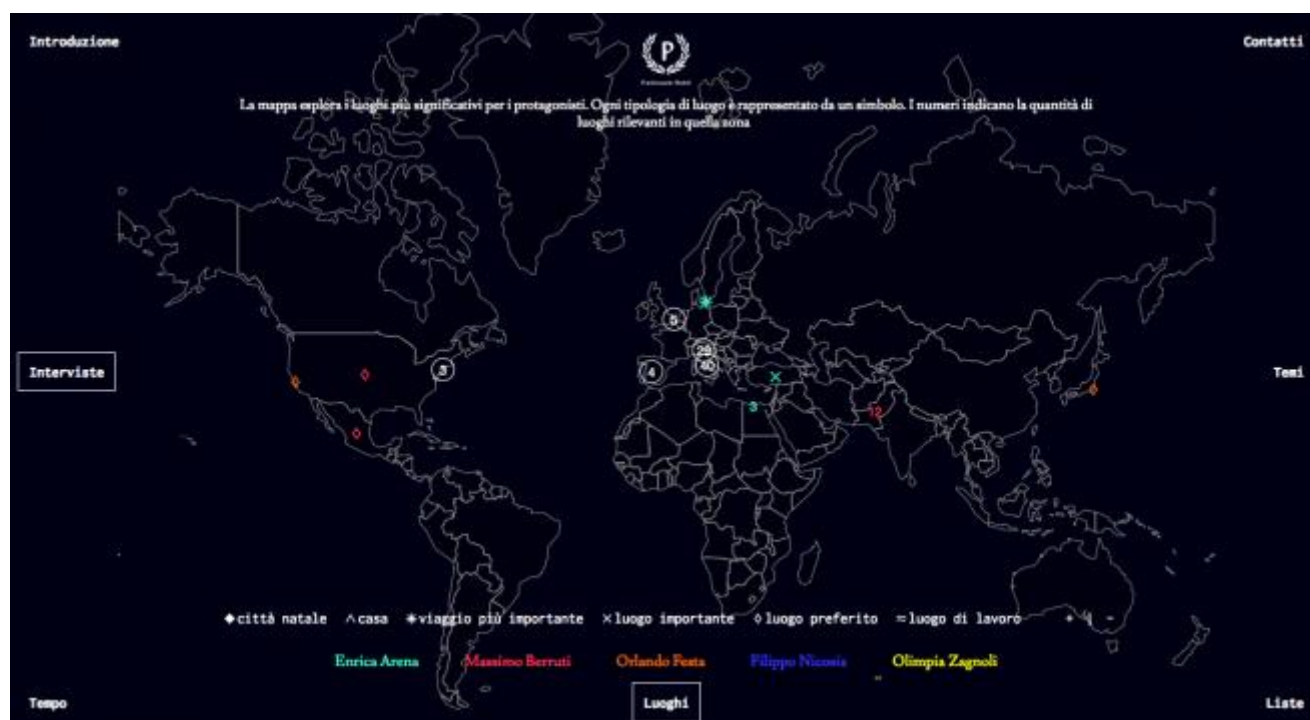 Introduzione
Contatti
P
La mappa esplora i luoghi più significativi per i protagonisti. Ogni tipologia di luogo è rappresentato da un simbolo. I numeri indicano la quantità di
luoghi rilevanti in quella zona
5
29
40
4
3
3
12
Interviste
Temi
◆città natale ^casa ✳viaggio più importante ×luogo importante ◊luogo preferito ≈luogo di lavoro + | -
Enrica Arena Massimo Berruti Orlando Festa Filippo Nicosia Olimpia Zagnoli
Tempo
Luoghi
Liste